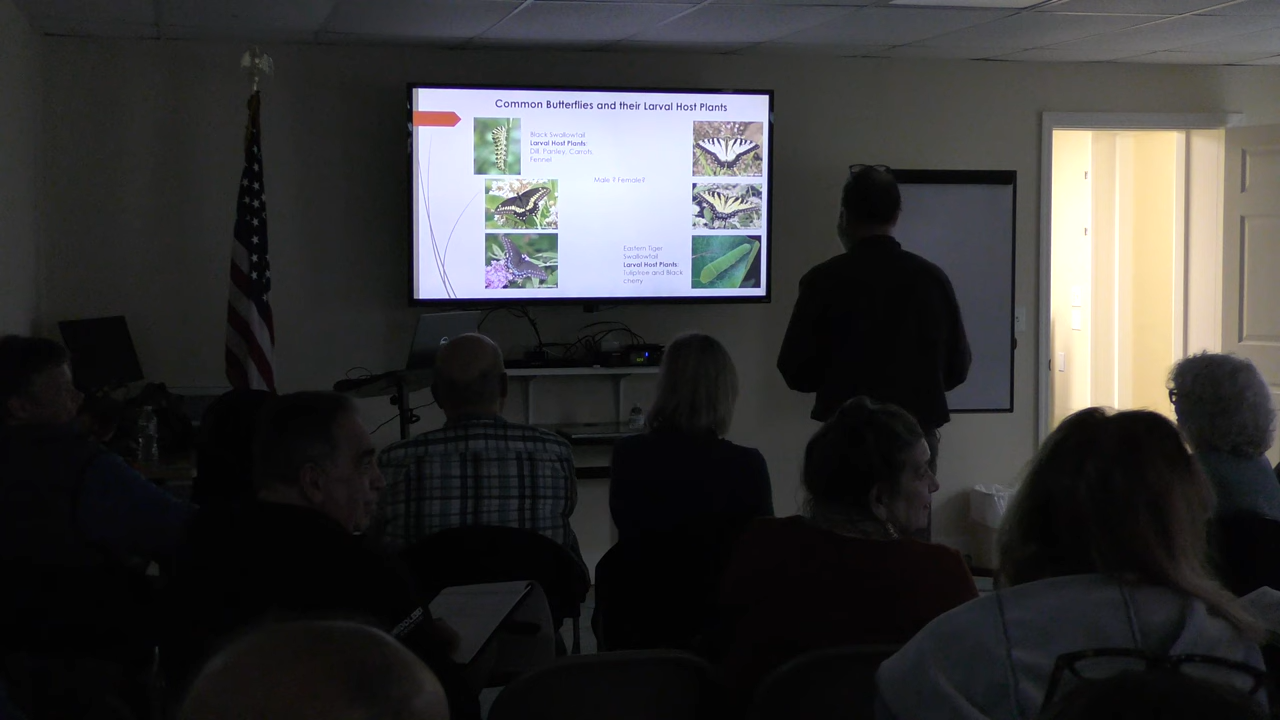 Common Butterflies and their Larval Host Plants
Black Swallowtail
Larval Host Plants:
Dill, Parsley, Carrots,
Fennel
Male ? Female?
Eastern Tiger
Swallowtail
Larval Host Plants:
Tuliptree and Black
cherry